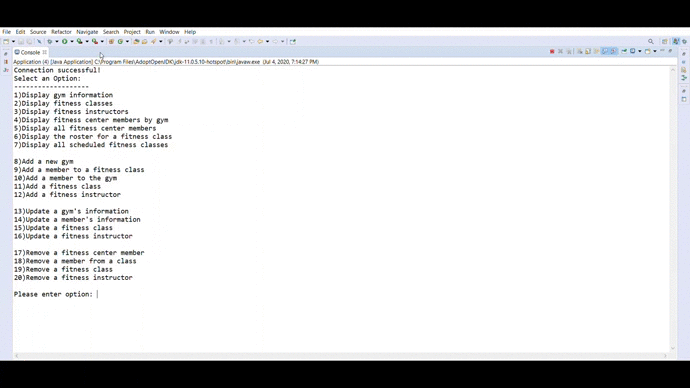 File Edit Source Refactor Navigate Search Project Run Window Help
Console
Application (4) [Java Application] C:\Program Files\AdoptOpenJDK\jdk-11.0.5.10-hotspot\bin\javaw.exe (Jul 4, 2020, 7:14:27 PM)
Connection successful!
Select an Option:
-------------------
1)Display gym information
2)Display fitness classes
3)Display fitness instructors
4)Display fitness center members by gym
5)Display all fitness center members
6)Display the roster for a fitness class
7)Display all scheduled fitness classes
8)Add a new gym
9)Add a member to a fitness class
10)Add a member to the gym
11)Add a fitness class
12)Add a fitness instructor
13)Update a gym's information
14)Update a member's information
15)Update a fitness class
16)Update a fitness instructor
17)Remove a fitness center member
18)Remove a member from a class
19)Remove a fitness class
20)Remove a fitness instructor
Please enter option: